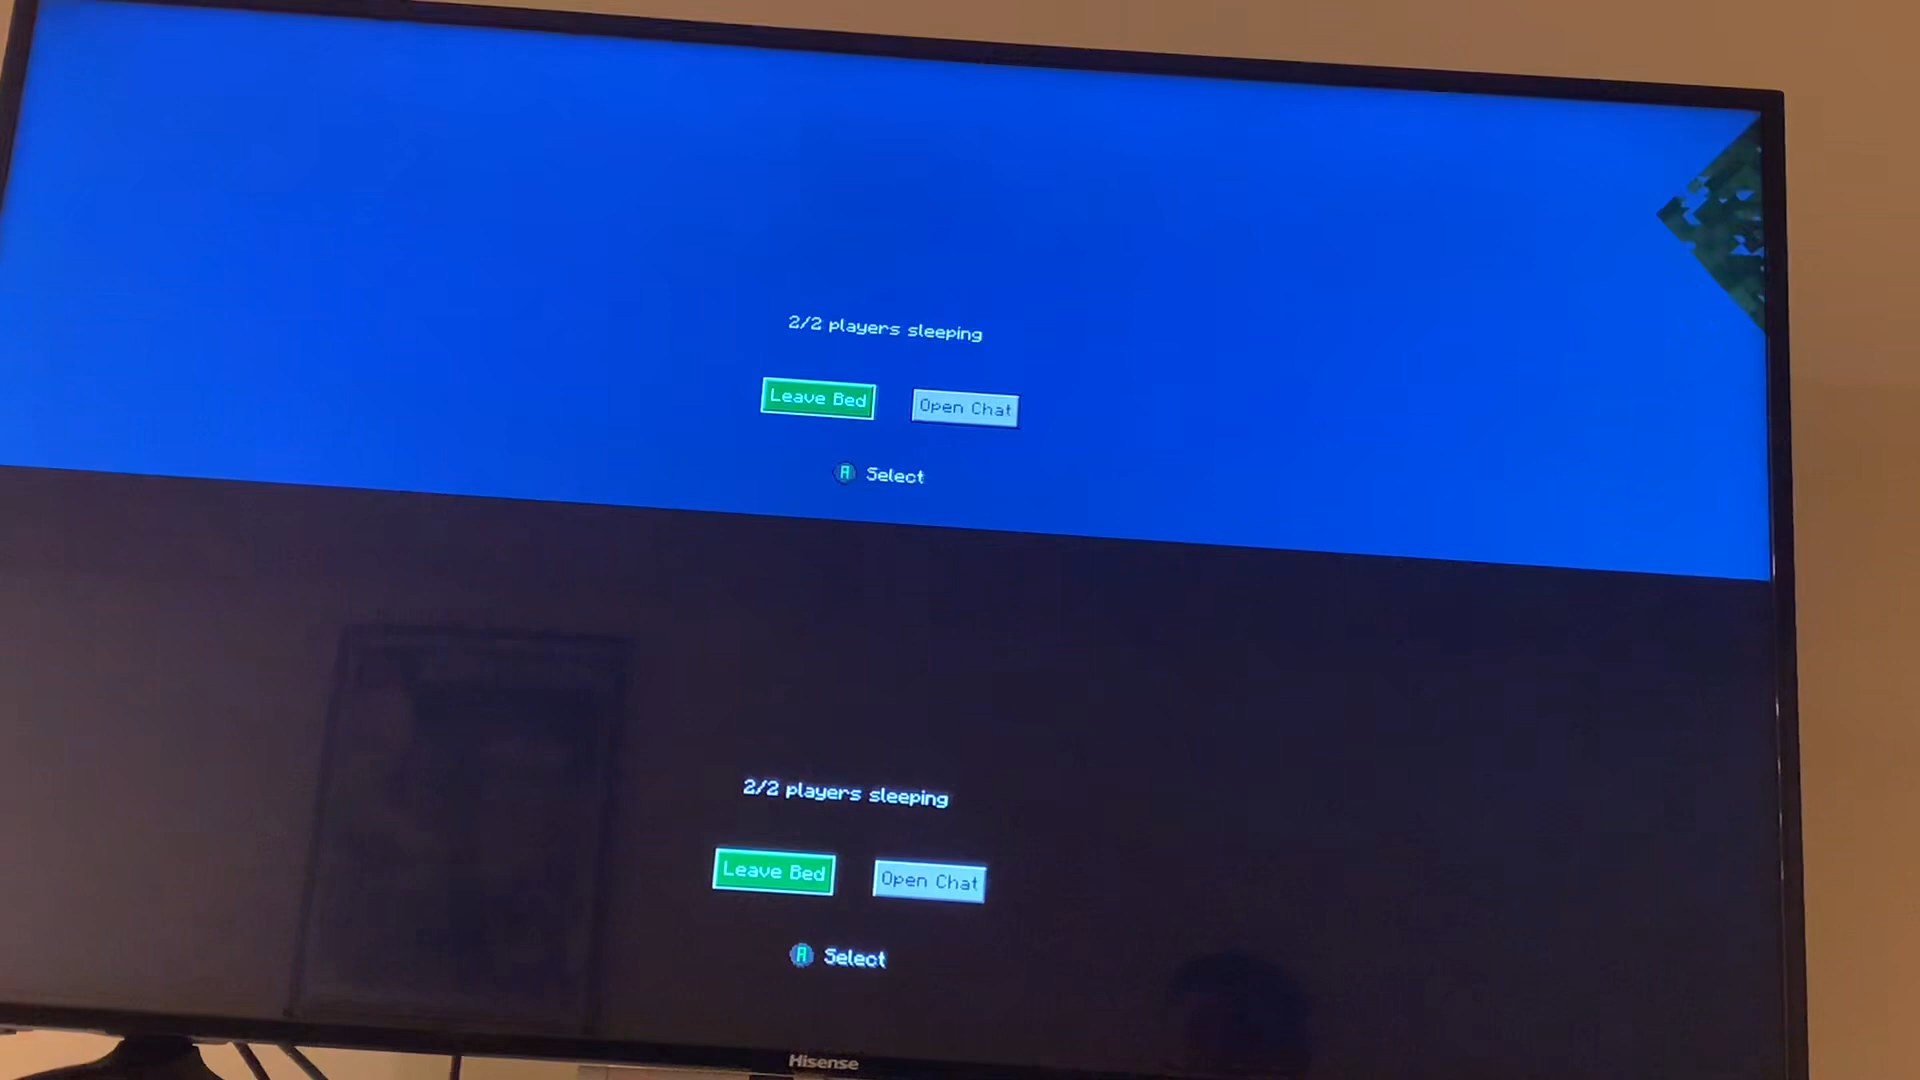 2/2 players sleeping
Leave Bed
Open Chat
A Select
2/2 players sleeping
Leave Bed
Open Chat
A Select
Hisense